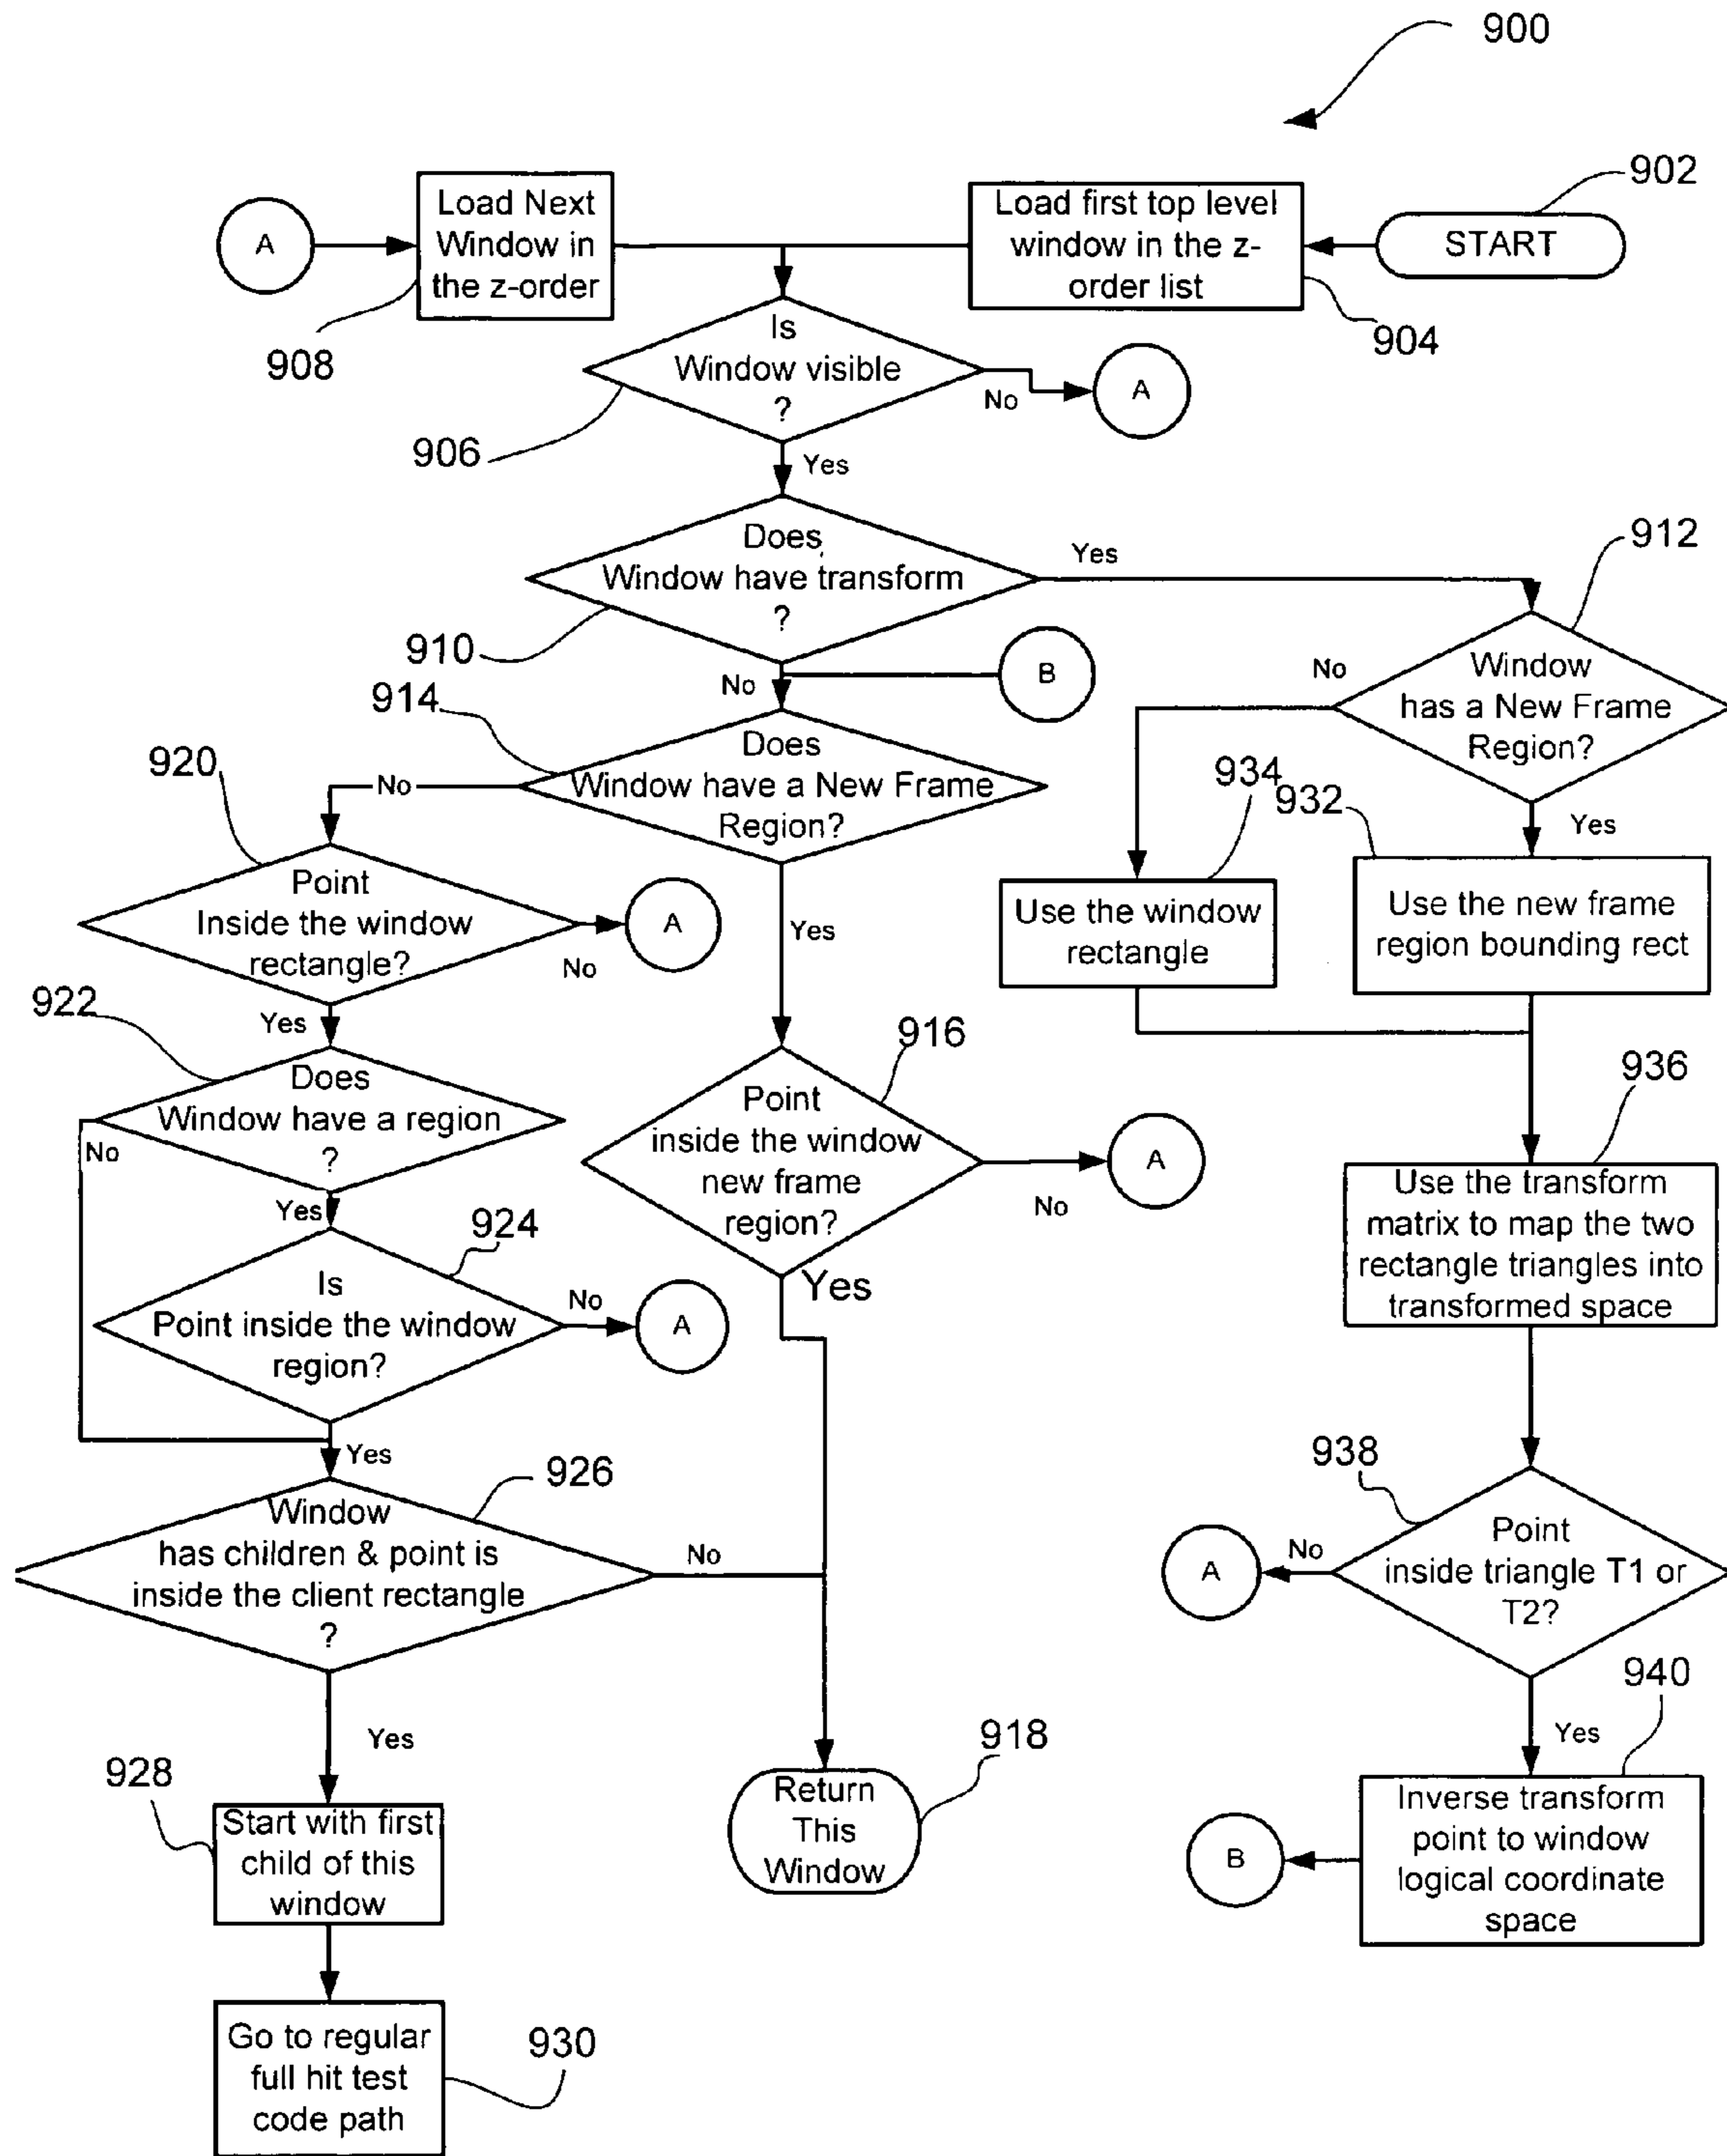 900
902
A
Load Next
Window in
the z-order
Load first top level
window in the z-
order list
START
908
904
Is
Window visible
?
No
A
906
Yes
Does
Window have transform
?
Yes
912
910
No
B
No
Window
has a New Frame
Region?
914
Does
Window have a New Frame
Region?
920
No
934
932
Yes
Point
Inside the window
rectangle?
A
No
Yes
Use the window
rectangle
Use the new frame
region bounding rect
922
Yes
916
Does
Window have a region
?
No
Point
inside the window
new frame
region?
A
No
936
Yes
924
Use the transform
matrix to map the two
rectangle triangles into
transformed space
Is
Point inside the window
region?
No
A
Yes
Yes
926
938
Window
has children & point is
inside the client rectangle
?
No
Point
inside triangle T1 or
T2?
No
A
940
Yes
Yes
928
918
Start with first
child of this
window
Return
This
Window
Inverse transform
point to window
logical coordinate
space
B
Go to regular
full hit test
code path
930